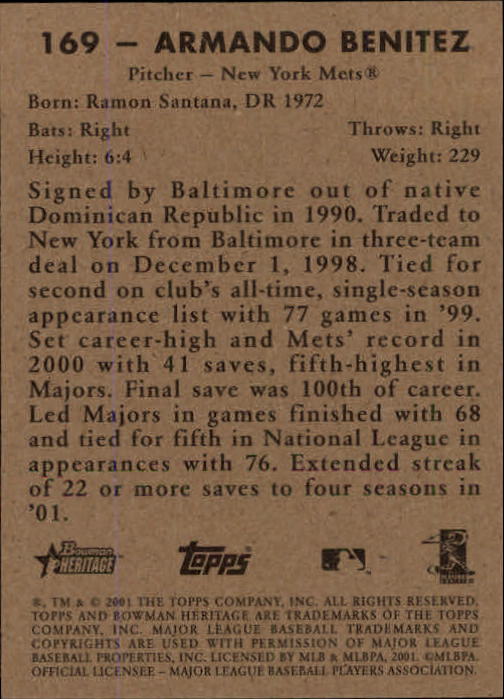 169 – ARMANDO BENITEZ
Pitcher – New York Mets®
Born: Ramon Santana, DR 1972
Bats: Right Throws: Right
Height: 6:4 Weight: 229
Signed by Baltimore out of native
Dominican Republic in 1990. Traded to
New York from Baltimore in three-team
deal on December 1, 1998. Tied for
second on club's all-time, single-season
appearance list with 77 games in '99.
Set career-high and Mets' record in
2000 with 41 saves, fifth-highest in
Majors. Final save was 100th of career.
Led Majors in games finished with 68
and tied for fifth in National League in
appearances with 76. Extended streak
of 22 or more saves to four seasons in
'01.
Bowman
HERITAGE
Topps
®, TM & © 2001 THE TOPPS COMPANY, INC. ALL RIGHTS RESERVED.
TOPPS AND BOWMAN HERITAGE ARE TRADEMARKS OF THE TOPPS
COMPANY, INC. MAJOR LEAGUE BASEBALL TRADEMARKS AND
COPYRIGHTS ARE USED WITH PERMISSION OF MAJOR LEAGUE
BASEBALL PROPERTIES, INC. LICENSED BY MLB & MLBPA, 2001. ©MLBPA.
OFFICIAL LICENSEE – MAJOR LEAGUE BASEBALL PLAYERS ASSOCIATION.